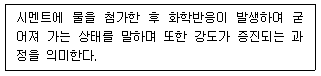 시멘트에 물을 첨가한 후 화학반응이 발생하여 굳
어져 가는 상태를 말하며 또한 강도가 증진되는 과
정을 의미한다.